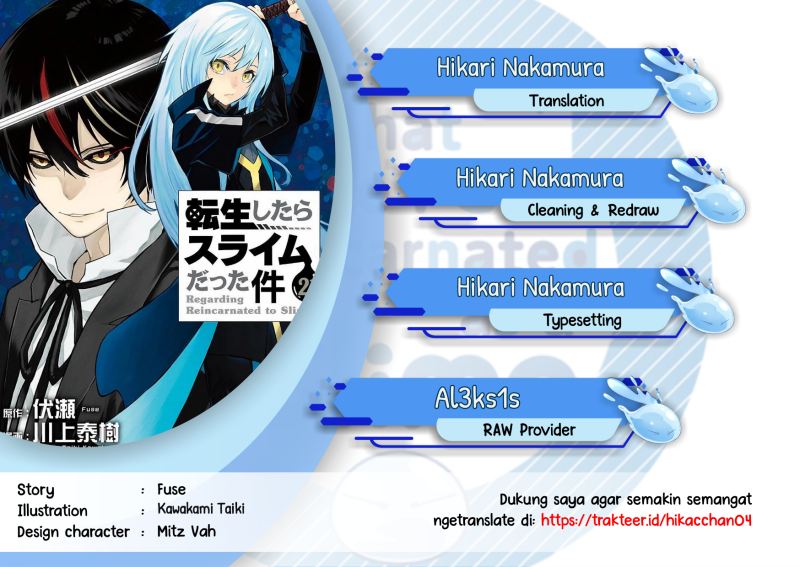 Hikari Nakamura
Translation
Hikari Nakamura
Cleaning & Redraw
Hikari Nakamura
Typesetting
Al3ks1s
RAW Provider
転生したら
スライム
だった件
Regarding
Reincarnated to
原作: 伏瀬 Fuse
川上泰樹
Story : Fuse
Illustration : Kawakami Taiki
Design character : Mitz Vah
Dukung saya agar semakin semangat
ngetranslate di: https://trakteer.id/hikacchan04